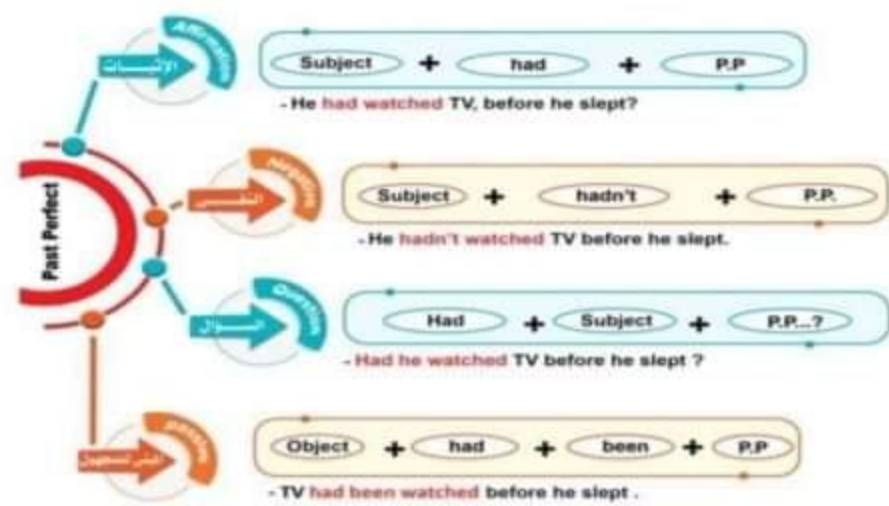 Past Perfect
الإثبات
Affirmation
Subject + had + P.P
- He had watched TV, before he slept?
النفي
Negative
Subject + hadn't + P.P.
- He hadn't watched TV before he slept.
السؤال
Question
Had + Subject + P.P...?
- Had he watched TV before he slept ?
المبنى للمجهول
passive
Object + had + been + P.P
- TV had been watched before he slept .